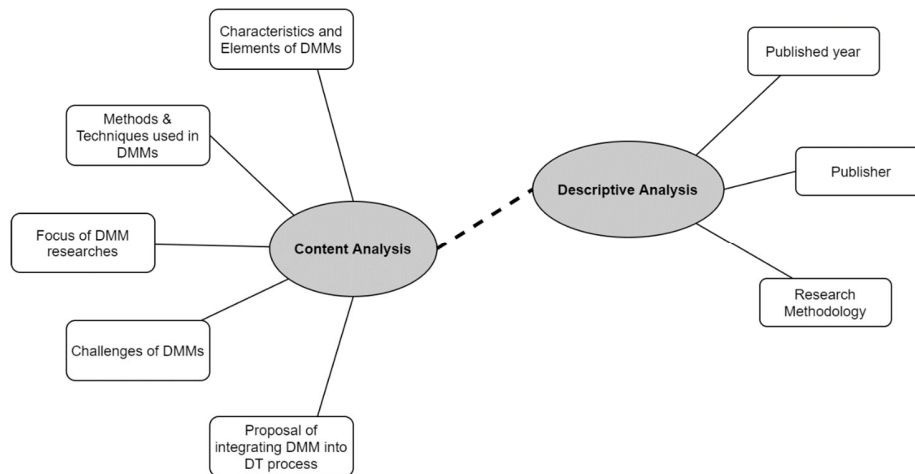 Characteristics and
Elements of DMMs
Methods &
Techniques used in
DMMs
Focus of DMM
researches
Content Analysis
Challenges of DMMs
Proposal of
integrating DMM into
DT process
Published year
Descriptive Analysis
Publisher
Research
Methodology